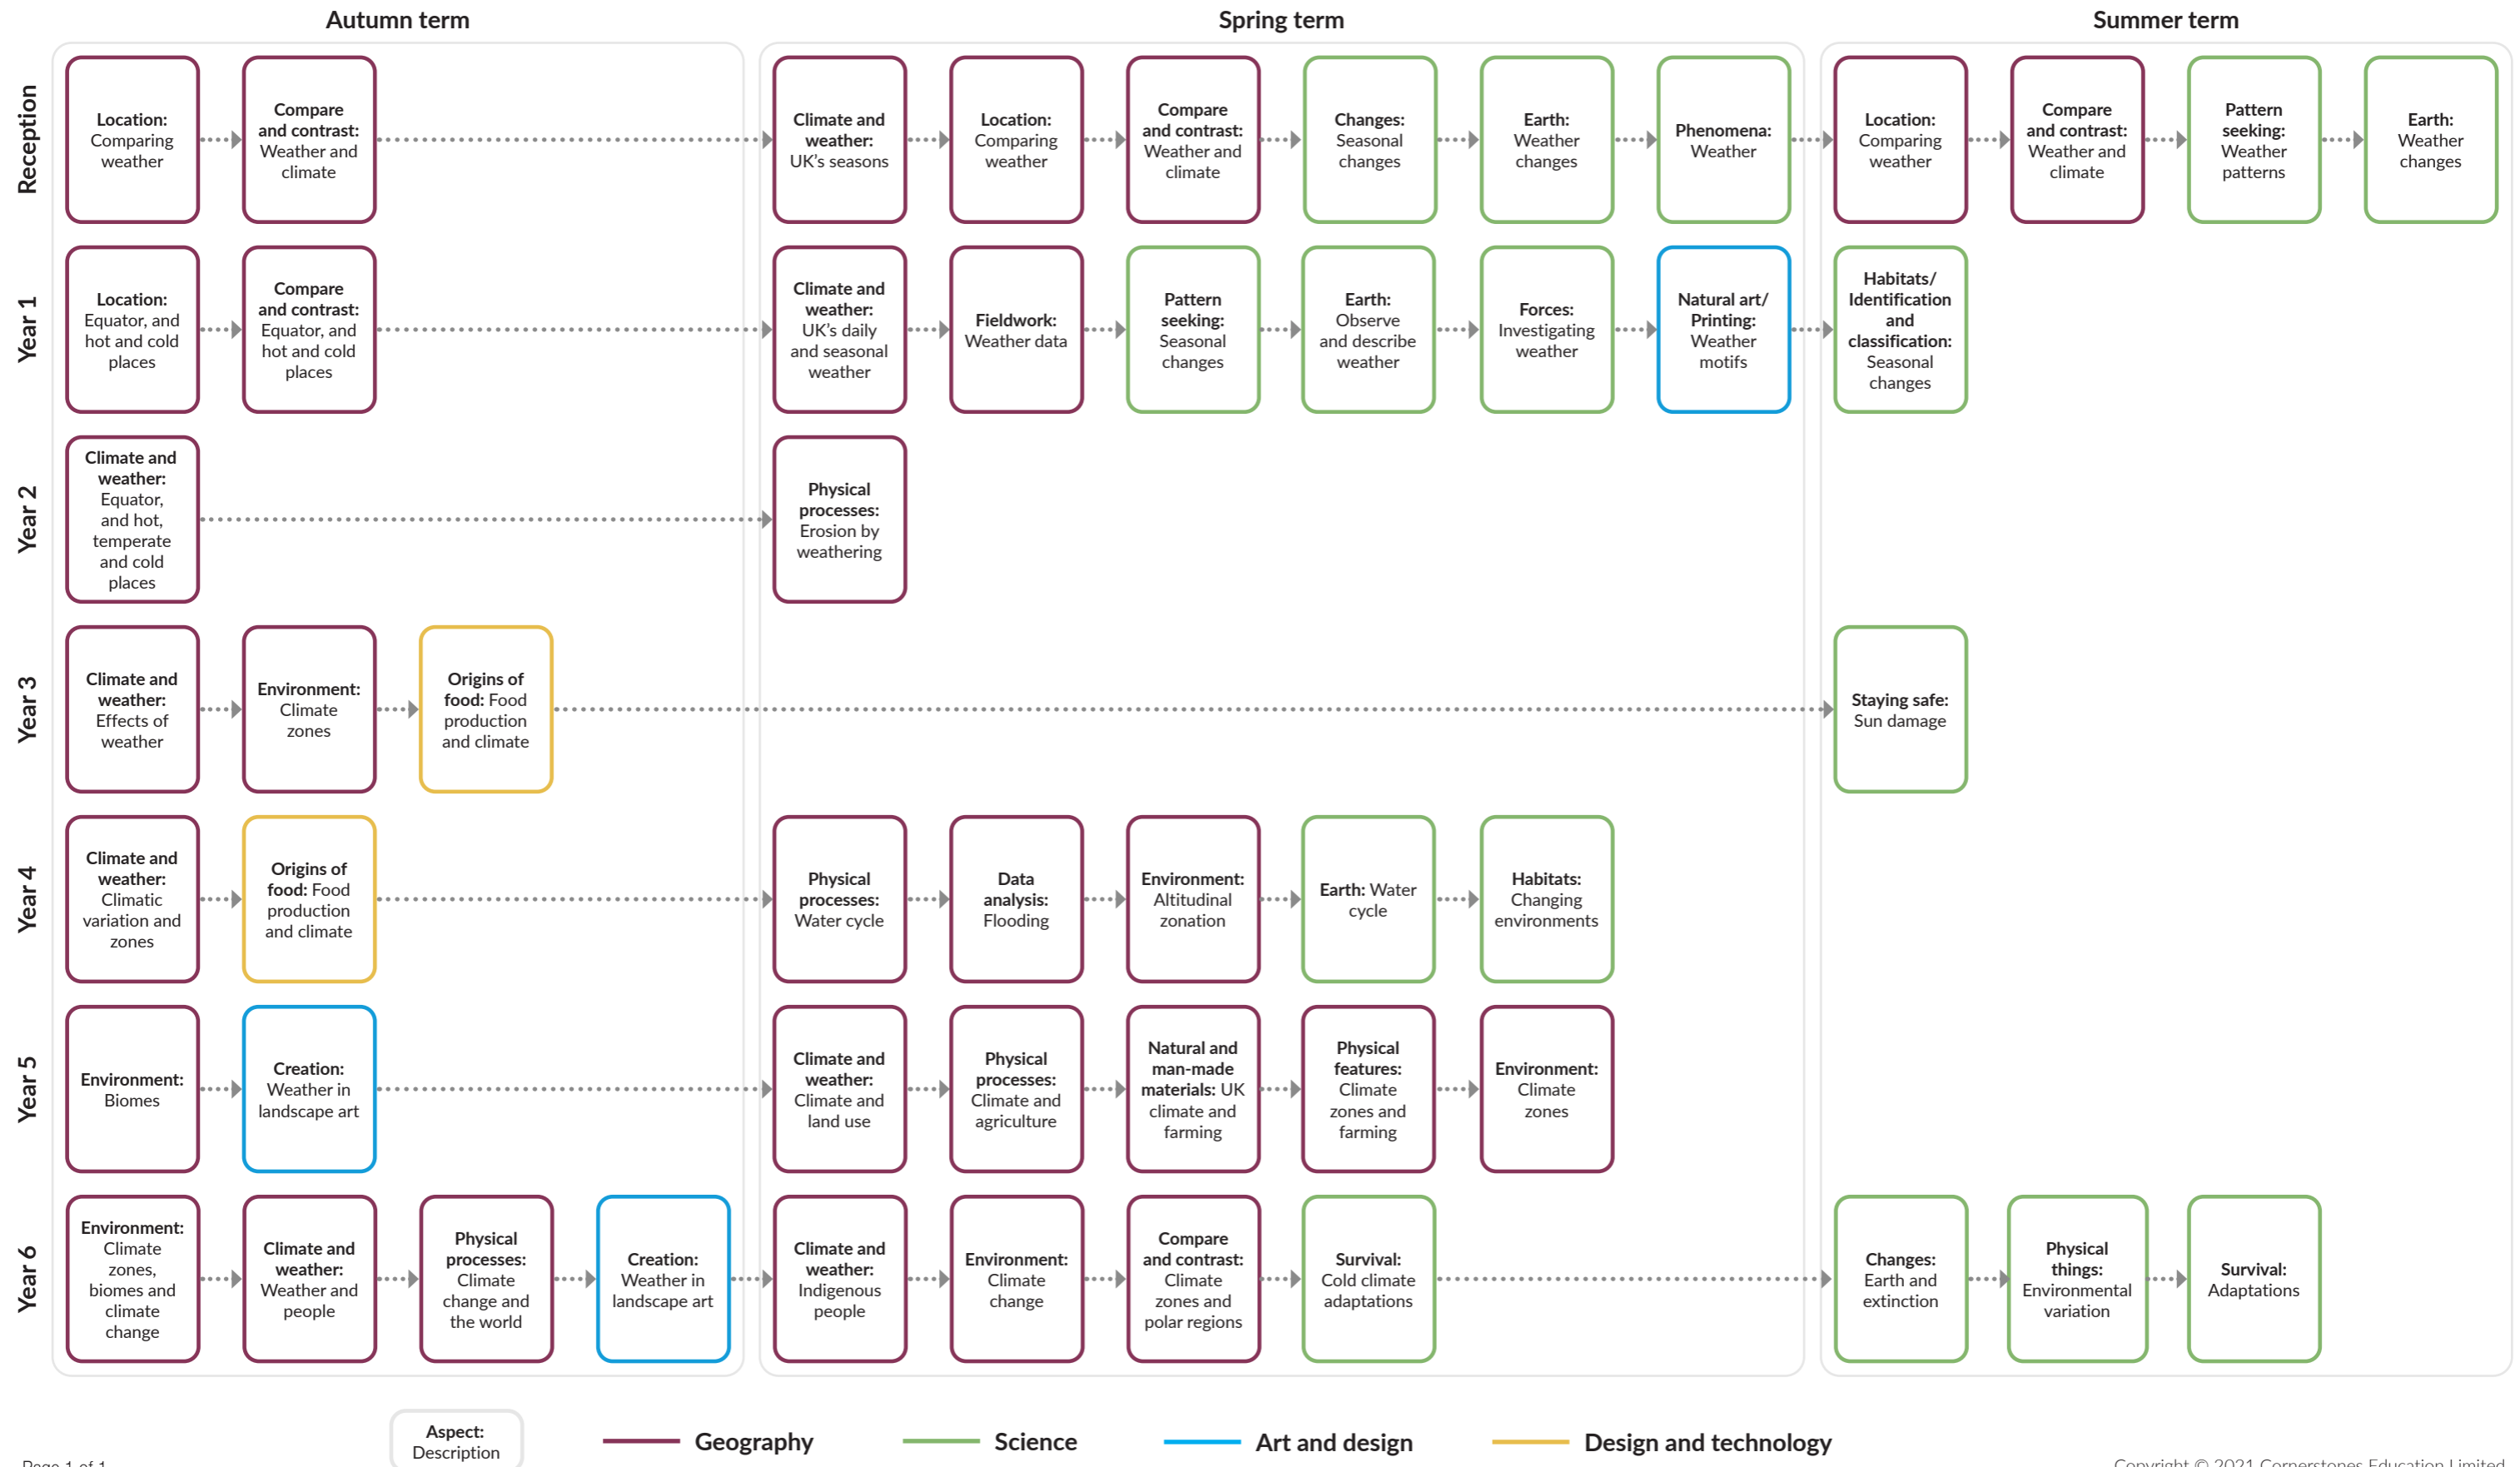 Autumn term
Spring term
Summer term
Reception
Location:
Comparing
weather
Compare
and contrast:
Weather and
climate
Climate and
weather:
UK's seasons
Location:
Comparing
weather
Compare
and contrast:
Weather and
climate
Changes:
Seasonal
changes
Earth:
Weather
changes
Phenomena:
Weather
Location:
Comparing
weather
Compare
and contrast:
Weather and
climate
Pattern
seeking:
Weather
patterns
Earth:
Weather
changes
Year 1
Location:
Equator, and
hot and cold
places
Compare
and contrast:
Equator, and
hot and cold
places
Climate and
weather:
UK's daily
and seasonal
weather
Fieldwork:
Weather data
Pattern
seeking:
Seasonal
changes
Earth:
Observe
and describe
weather
Forces:
Investigating
weather
Natural art/
Printing:
Weather
motifs
Habitats/
Identification
and
classification:
Seasonal
changes
Year 2
Climate and
weather:
Equator,
and hot,
temperate
and cold
places
Physical
processes:
Erosion by
weathering
Year 3
Climate and
weather:
Effects of
weather
Environment:
Climate
zones
Origins of
food: Food
production
and climate
Staying safe:
Sun damage
Year 4
Climate and
weather:
Climatic
variation and
zones
Origins of
food: Food
production
and climate
Physical
processes:
Water cycle
Data
analysis:
Flooding
Environment:
Altitudinal
zonation
Earth: Water
cycle
Habitats:
Changing
environments
Year 5
Environment:
Biomes
Creation:
Weather in
landscape art
Climate and
weather:
Climate and
land use
Physical
processes:
Climate and
agriculture
Natural and
man-made
materials: UK
climate and
farming
Physical
features:
Climate
zones and
farming
Environment:
Climate
zones
Year 6
Environment:
Climate
zones,
biomes and
climate
change
Climate and
weather:
Weather and
people
Physical
processes:
Climate
change and
the world
Creation:
Weather in
landscape art
Climate and
weather:
Indigenous
people
Environment:
Climate
change
Compare
and contrast:
Climate
zones and
polar regions
Survival:
Cold climate
adaptations
Changes:
Earth and
extinction
Physical
things:
Environmental
variation
Survival:
Adaptations
Aspect:
Description
Geography
Science
Art and design
Design and technology
Page 1 of 1
Copyright © 2021 Cornerstones Education Limited